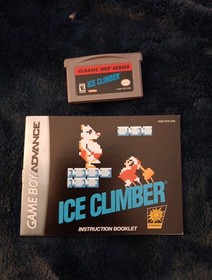 CLASSIC NES SERIES
ICE CLIMBER
GAME BOY ADVANCE
ICE CLIMBER
INSTRUCTION BOOKLET